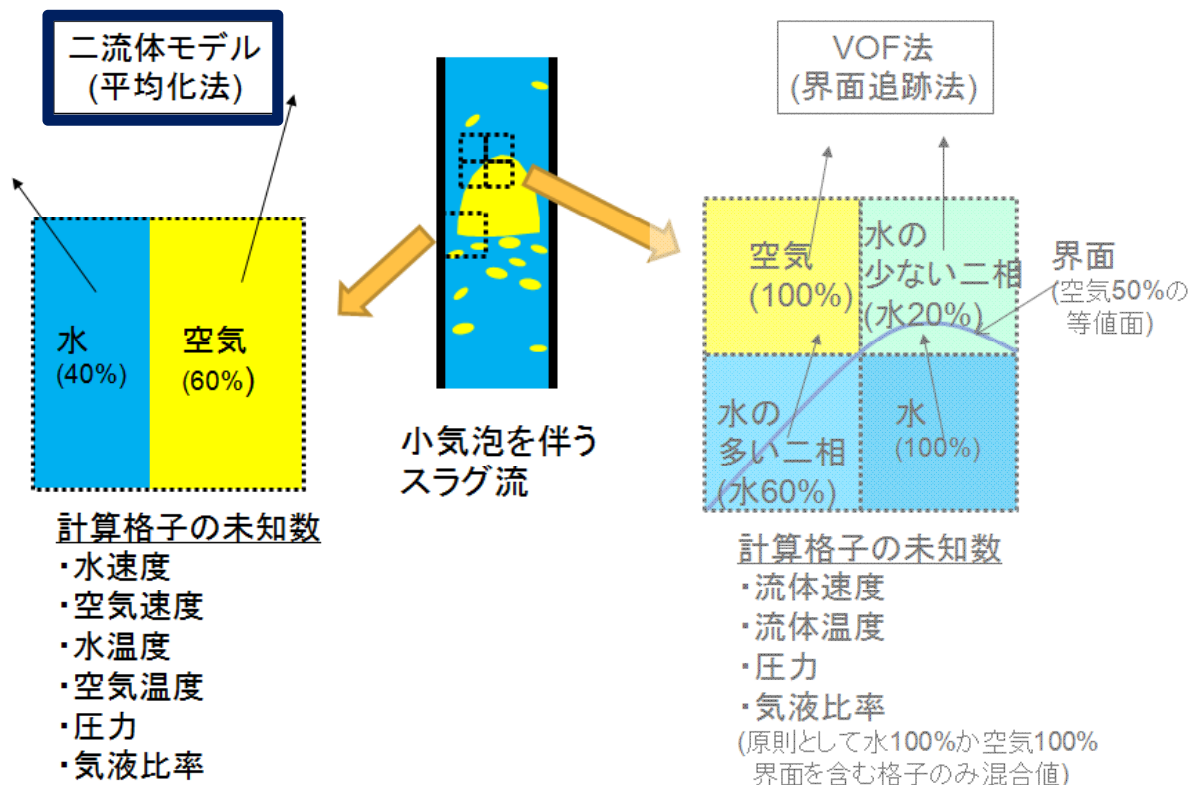 二流体モデル
(平均化法)
水
(40%)
空気
(60%)
計算格子の未知数
・水速度
・空気速度
・水温度
・空気温度
・圧力
・気液比率
小気泡を伴う
スラグ流
VOF法
(界面追跡法)
空気
(100%)
水の
少ない二相
(水20%)
界面
(空気50%の
等値面)
水の
多い二相
(水60%)
水
(100%)
計算格子の未知数
・流体速度
・流体温度
・圧力
・気液比率
(原則として水100%か空気100%
界面を含む格子のみ混合値)